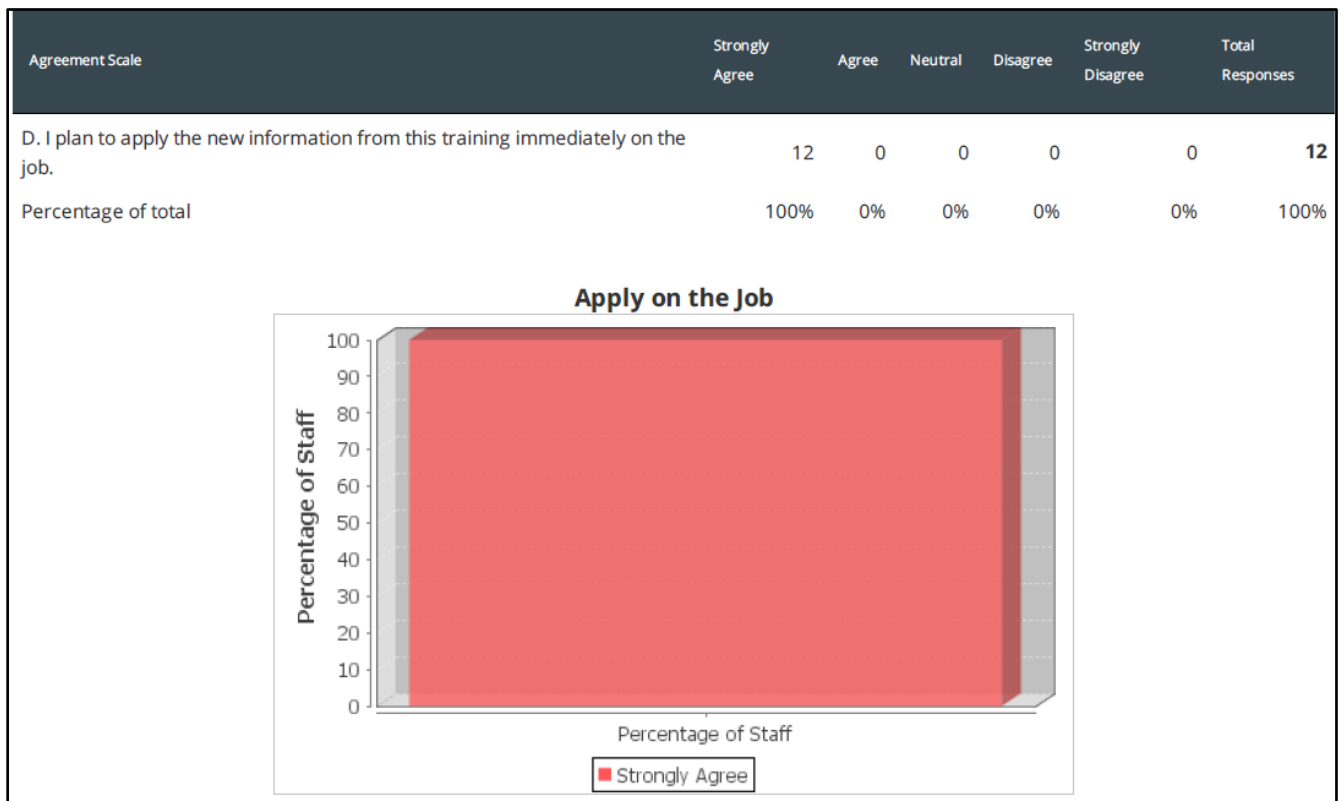 Agreement Scale Strongly Agree Agree Neutral Disagree Strongly Disagree Total Responses
D. I plan to apply the new information from this training immediately on the
job. 12 0 0 0 0 12
Percentage of total 100% 0% 0% 0% 0% 100%
Apply on the Job
Percentage of Staff
100
90
80
70
60
50
40
30
20
10
0
Percentage of Staff
Strongly Agree